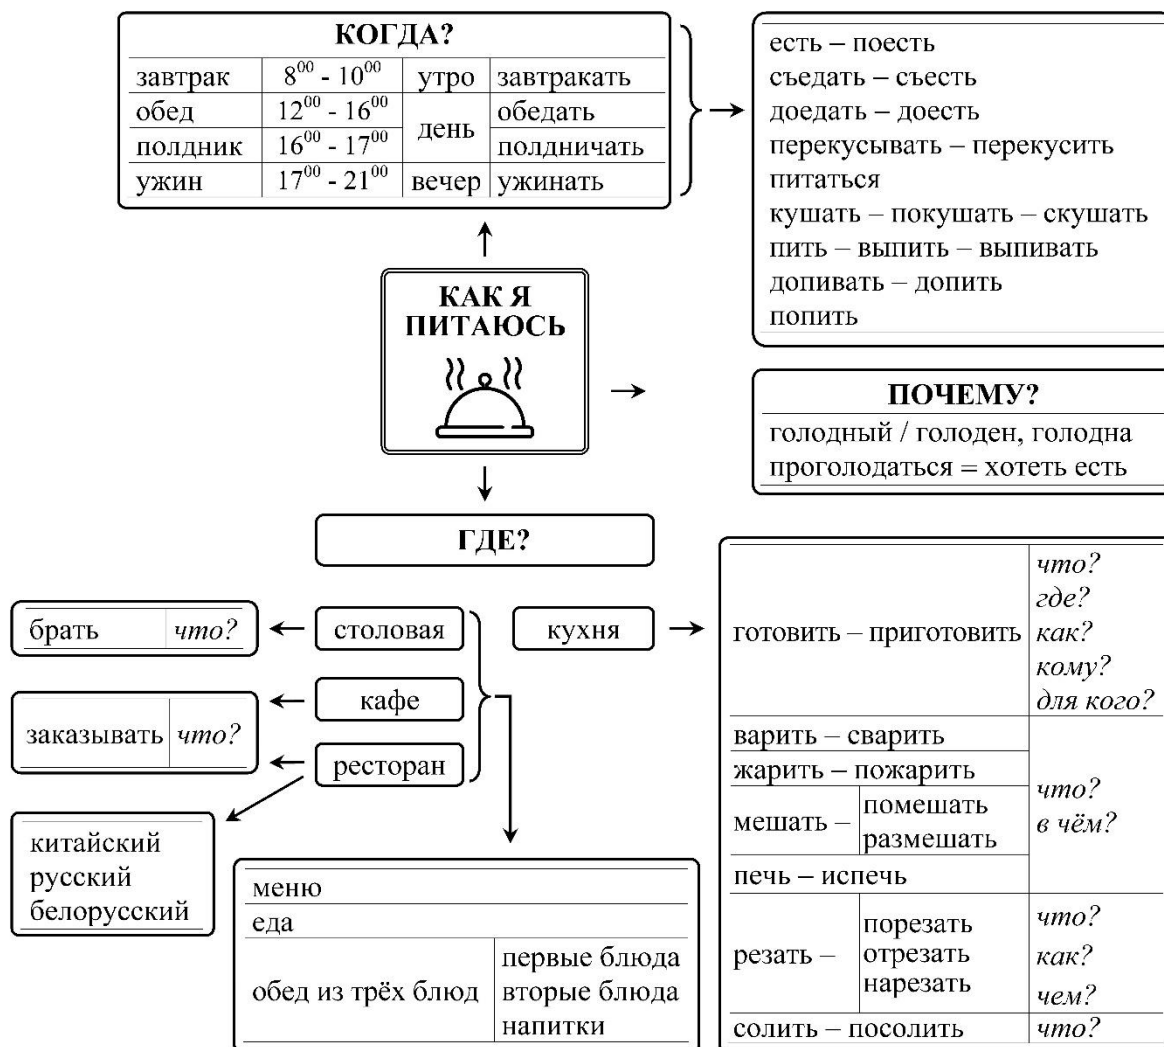 КОГДА?
завтрак 8⁰⁰ - 10⁰⁰ утро завтракать
обед 12⁰⁰ - 16⁰⁰ день обедать
полдник 16⁰⁰ - 17⁰⁰ полдничать
ужин 17⁰⁰ - 21⁰⁰ вечер ужинать
есть – поесть
съедать – съесть
доедать – доесть
перекусывать – перекусить
питаться
кушать – покушать – скушать
пить – выпить – выпивать
допивать – допить
попить
КАК Я
ПИТАЮСЬ
ПОЧЕМУ?
голодный / голоден, голодна
проголодаться = хотеть есть
ГДЕ?
столовая
брать что?
кафе
заказывать что?
ресторан
китайский
русский
белорусский
меню
еда
обед из трёх блюд
первые блюда
вторые блюда
напитки
кухня
готовить – приготовить
что?
где?
как?
кому?
для кого?
варить – сварить
жарить – пожарить
мешать –
помешать
размешать
печь – испечь
что?
в чём?
резать –
порезать
отрезать
нарезать
что?
как?
чем?
солить – посолить что?